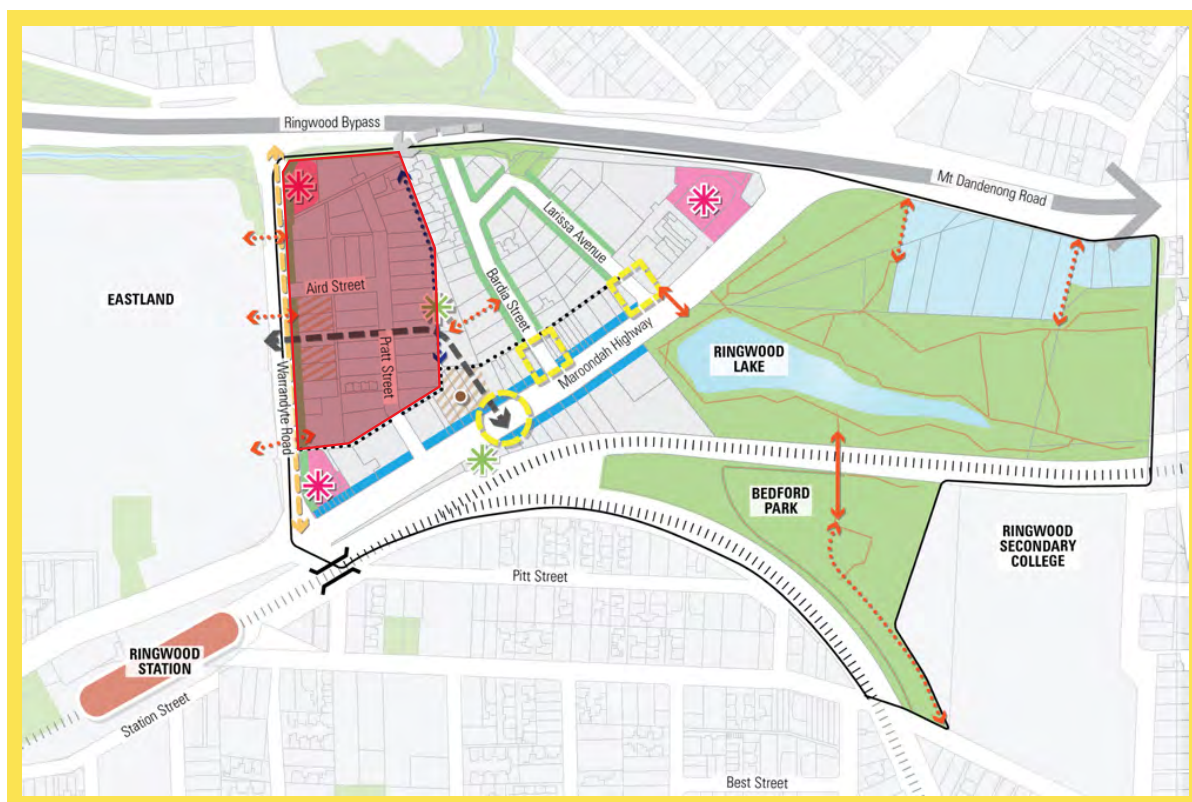 Ringwood Bypass
Mt Dandenong Road
Larissa Avenue
EASTLAND
Aird Street
Bardia Street
Pratt Street
Warrandyte Road
Maroondah Highway
RINGWOOD
LAKE
BEDFORD
PARK
RINGWOOD
SECONDARY
COLLEGE
Pitt Street
RINGWOOD
STATION
Station Street
Best Street